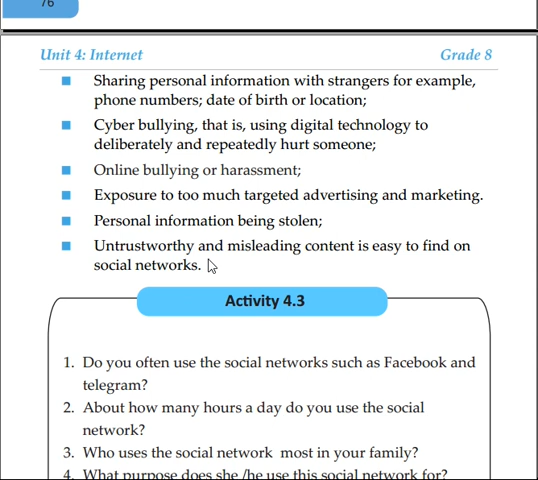 76
Unit 4: Internet Grade 8
Sharing personal information with strangers for example,
phone numbers; date of birth or location;
Cyber bullying, that is, using digital technology to
deliberately and repeatedly hurt someone;
Online bullying or harassment;
Exposure to too much targeted advertising and marketing.
Personal information being stolen;
Untrustworthy and misleading content is easy to find on
social networks.
Activity 4.3
1. Do you often use the social networks such as Facebook and
telegram?
2. About how many hours a day do you use the social
network?
3. Who uses the social network most in your family?
4. What purpose does she /he use this social network for?